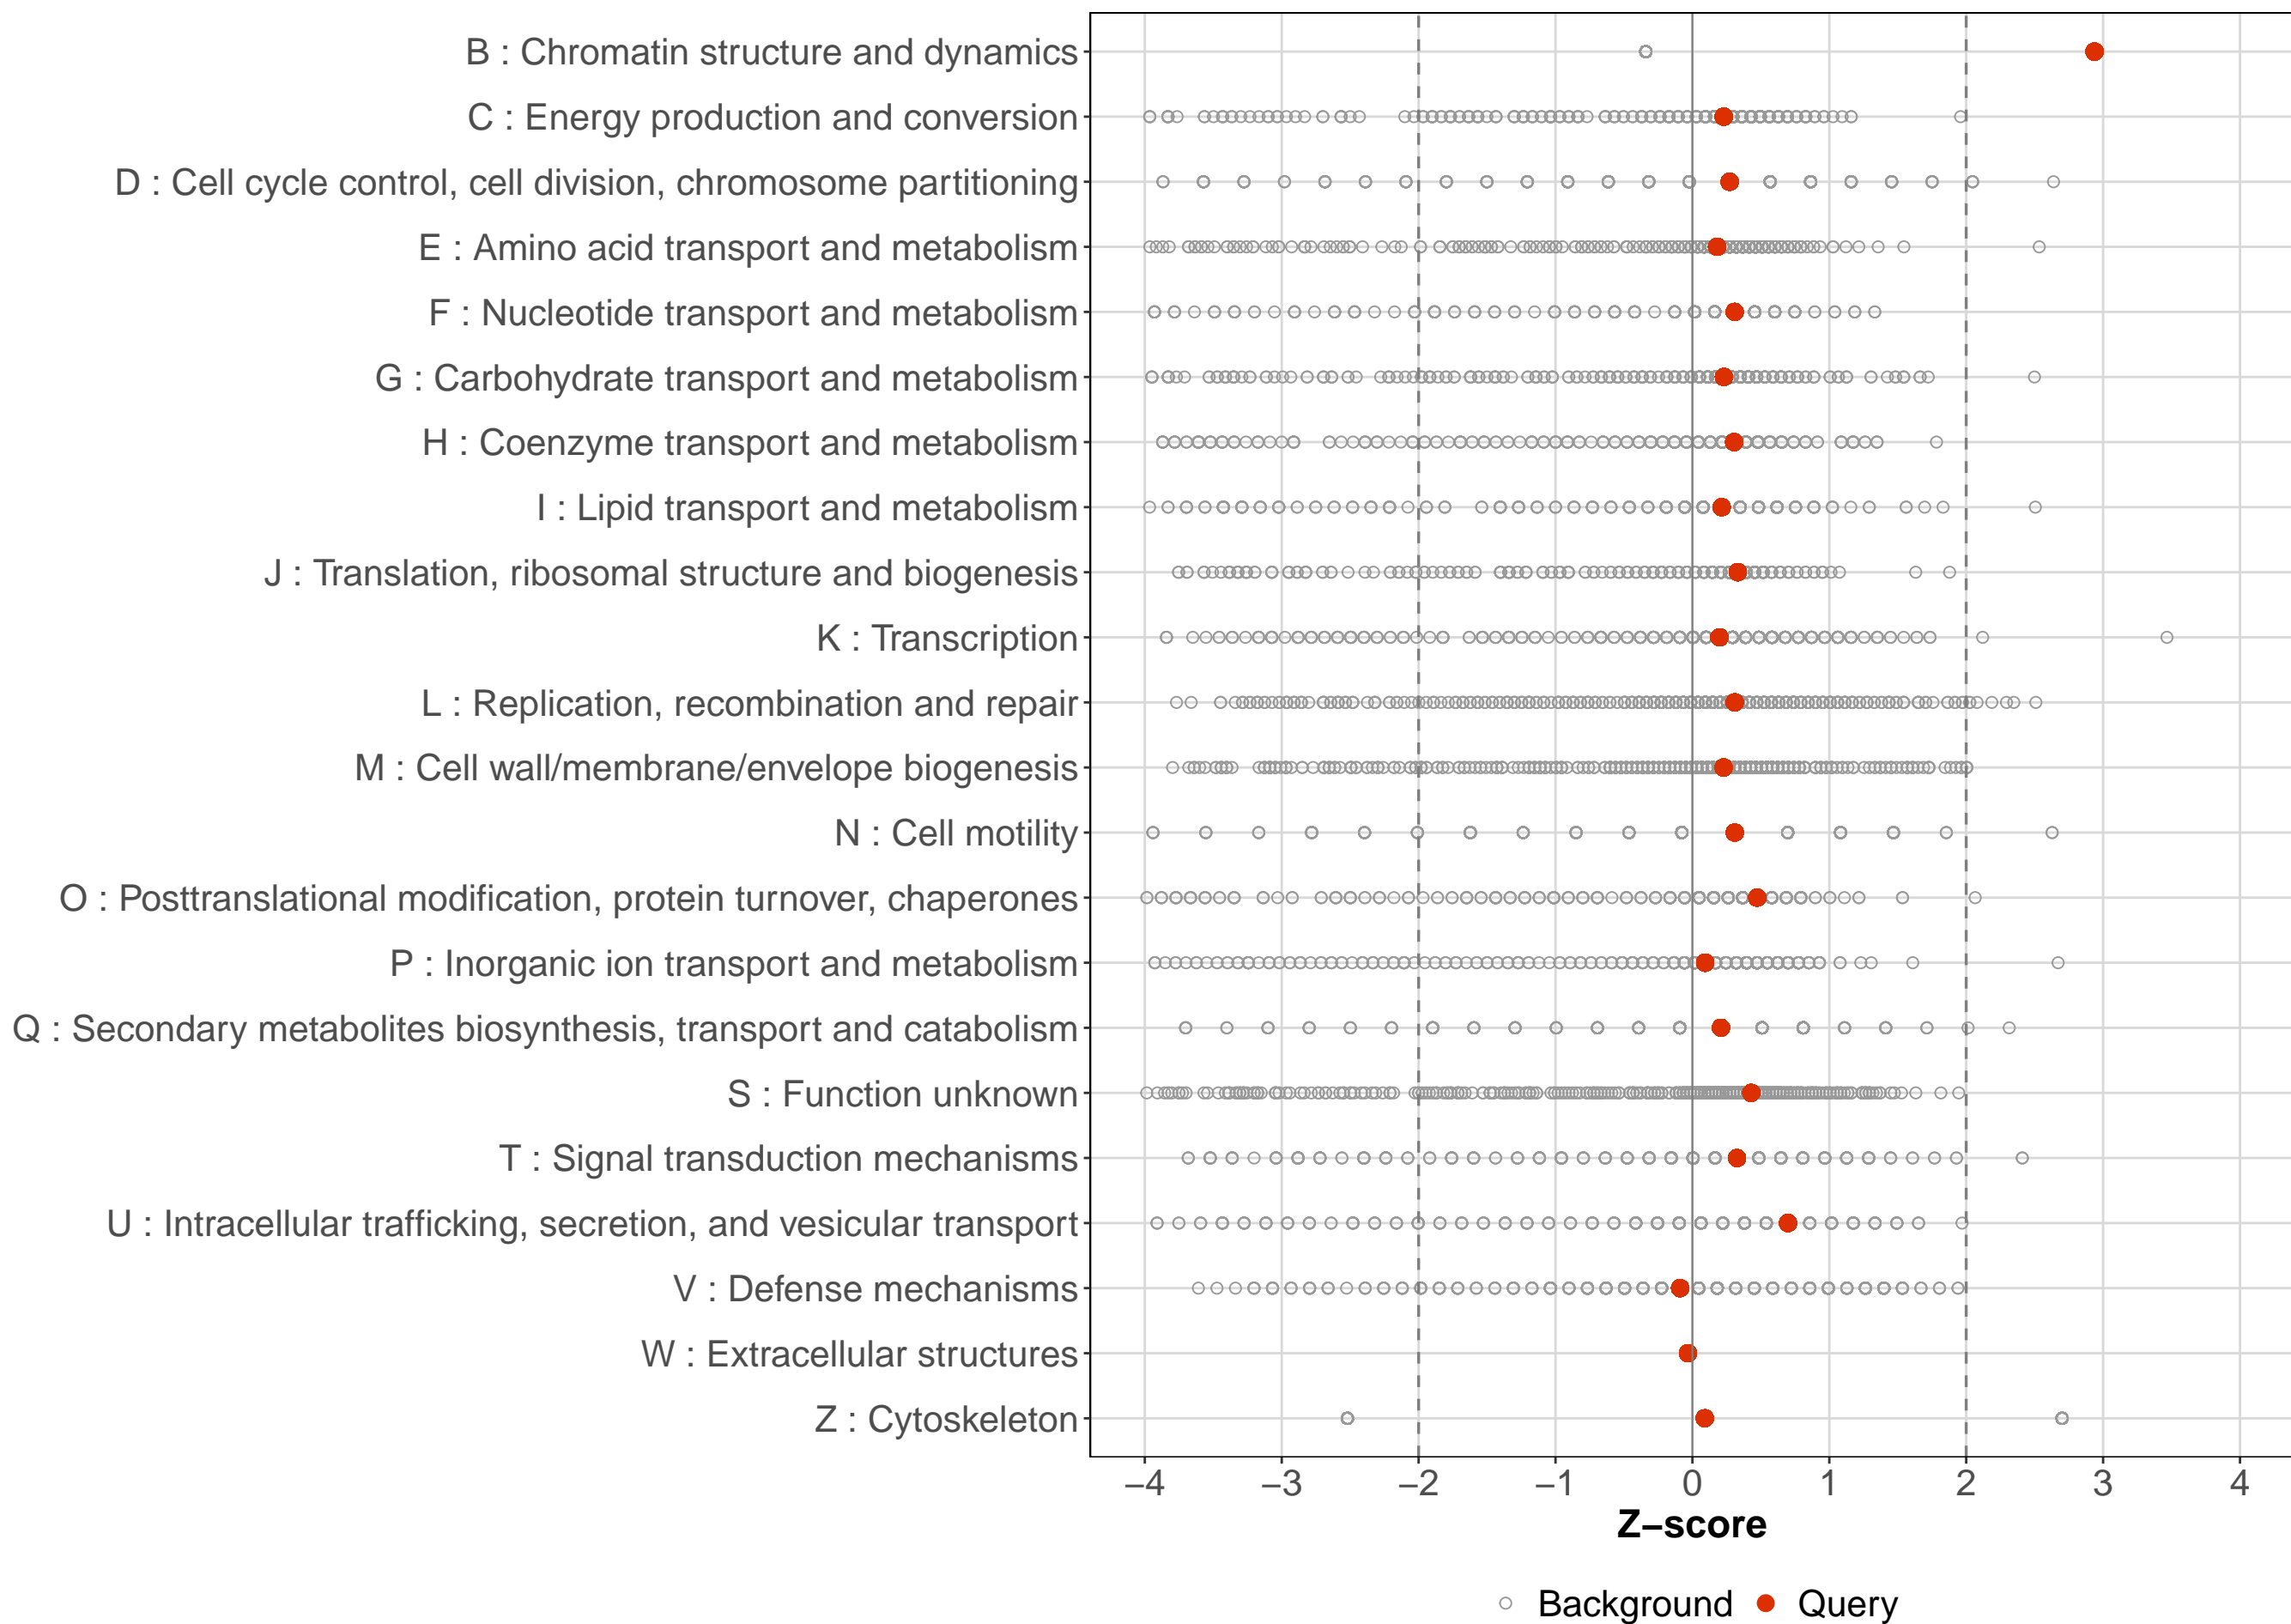 B : Chromatin structure and dynamics
C : Energy production and conversion
D : Cell cycle control, cell division, chromosome partitioning
E : Amino acid transport and metabolism
F : Nucleotide transport and metabolism
G : Carbohydrate transport and metabolism
H : Coenzyme transport and metabolism
I : Lipid transport and metabolism
J : Translation, ribosomal structure and biogenesis
K : Transcription
L : Replication, recombination and repair
M : Cell wall/membrane/envelope biogenesis
N : Cell motility
O : Posttranslational modification, protein turnover, chaperones
P : Inorganic ion transport and metabolism
Q : Secondary metabolites biosynthesis, transport and catabolism
S : Function unknown
T : Signal transduction mechanisms
U : Intracellular trafficking, secretion, and vesicular transport
V : Defense mechanisms
W : Extracellular structures
Z : Cytoskeleton
−4 −3 −2 −1 0 1 2 3 4
Z−score
Background Query